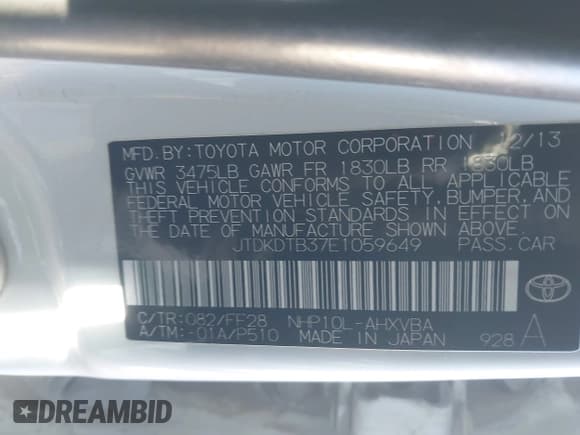 MFD.BY:TOYOTA MOTOR CORPORATION 12/13
GVWR 3475LB GAWR FR 1830LB RR 1830LB
THIS VEHICLE CONFORMS TO ALL APPLICABLE
FEDERAL MOTOR VEHICLE SAFETY, BUMPER, AND
THEFT PREVENTION STANDARDS IN EFFECT ON
THE DATE OF MANUFACTURE SHOWN ABOVE.
JTDKDTB37E1059649 PASS.CAR
C/TR:082/FF28 NHP10L-AHXVBA
A/TM:-01A/P510 MADE IN JAPAN 928 A
DREAMBID